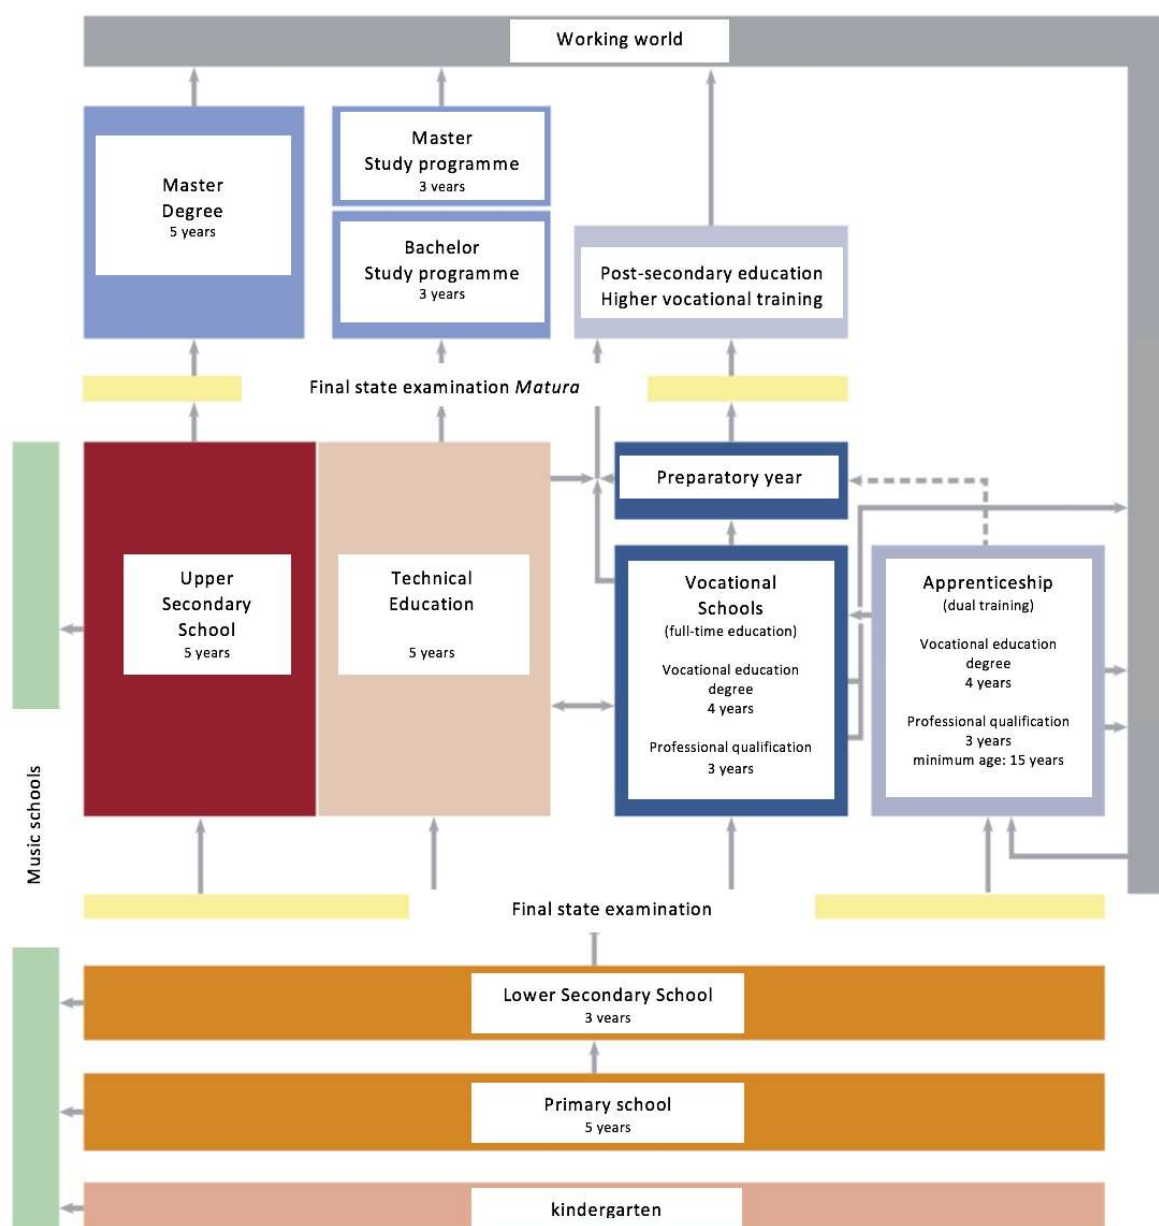 Working world
Master
Degree
5 years
Master
Study programme
3 years
Bachelor
Study programme
3 years
Post-secondary education
Higher vocational training
Final state examination Matura
Preparatory year
Upper
Secondary
School
5 years
Technical
Education
5 years
Vocational
Schools
(full-time education)
Vocational education
degree
4 years
Professional qualification
3 years
Apprenticeship
(dual training)
Vocational education
degree
4 years
Professional qualification
3 years
minimum age: 15 years
Music schools
Final state examination
Lower Secondary School
3 years
Primary school
5 years
kindergarten